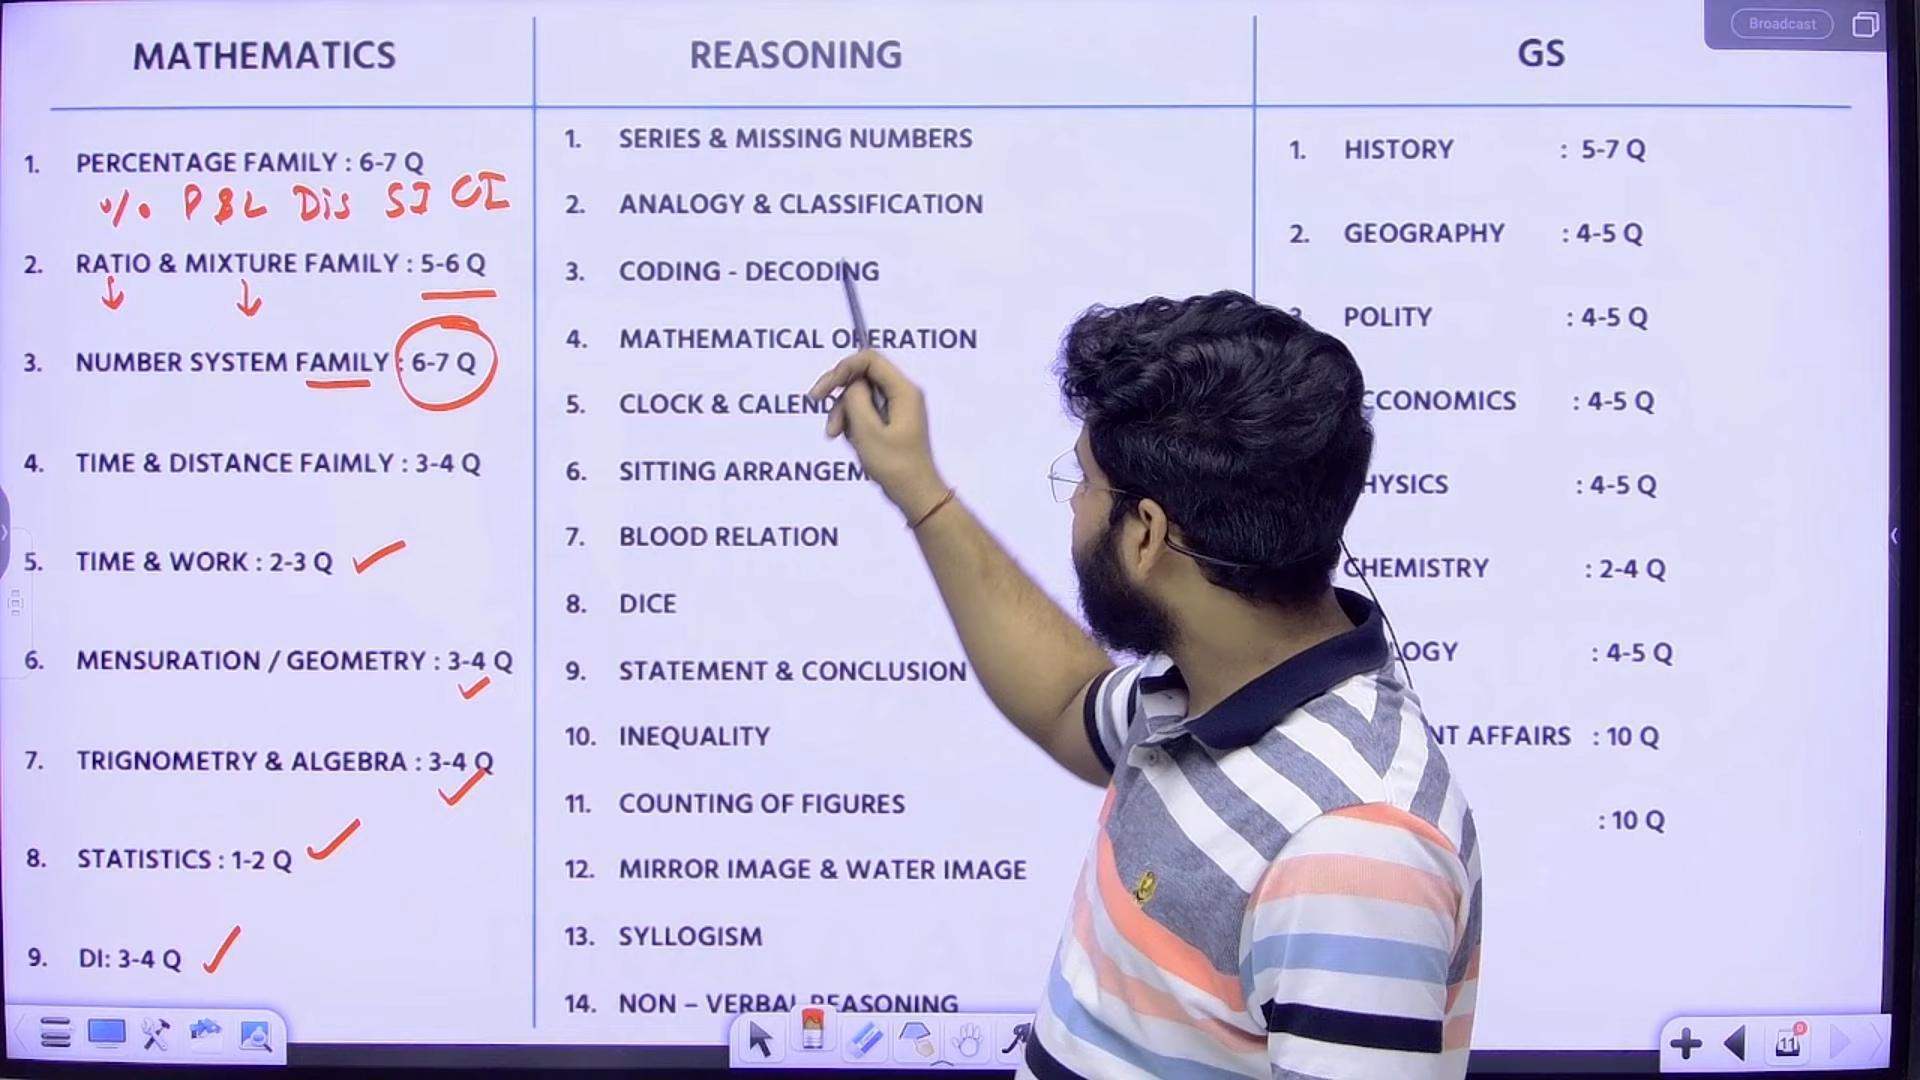 Broadcast
MATHEMATICS
1. PERCENTAGE FAMILY : 6-7 Q
% P & L Dis SI CI
2. RATIO & MIXTURE FAMILY : 5-6 Q
3. NUMBER SYSTEM FAMILY : 6-7 Q
4. TIME & DISTANCE FAIMLY : 3-4 Q
5. TIME & WORK : 2-3 Q
6. MENSURATION / GEOMETRY : 3-4 Q
7. TRIGNOMETRY & ALGEBRA : 3-4 Q
8. STATISTICS : 1-2 Q
9. DI: 3-4 Q
REASONING
1. SERIES & MISSING NUMBERS
2. ANALOGY & CLASSIFICATION
3. CODING - DECODING
4. MATHEMATICAL OPERATION
5. CLOCK &
6. SITTING
7. BLOOD RELATION
8. DICE
9. STATEMENT & CONCLUSION
10. INEQUALITY
11. COUNTING OF FIGURES
12. MIRROR IMAGE & WATER IMAGE
13. SYLLOGISM
14. NON – VERBAL REASONING
GS
1. HISTORY : 5-7 Q
2. GEOGRAPHY : 4-5 Q
POLITY : 4-5 Q
: 4-5 Q
: 4-5 Q
CHEMISTRY : 2-4 Q
: 4-5 Q
AFFAIRS : 10 Q
: 10 Q
11